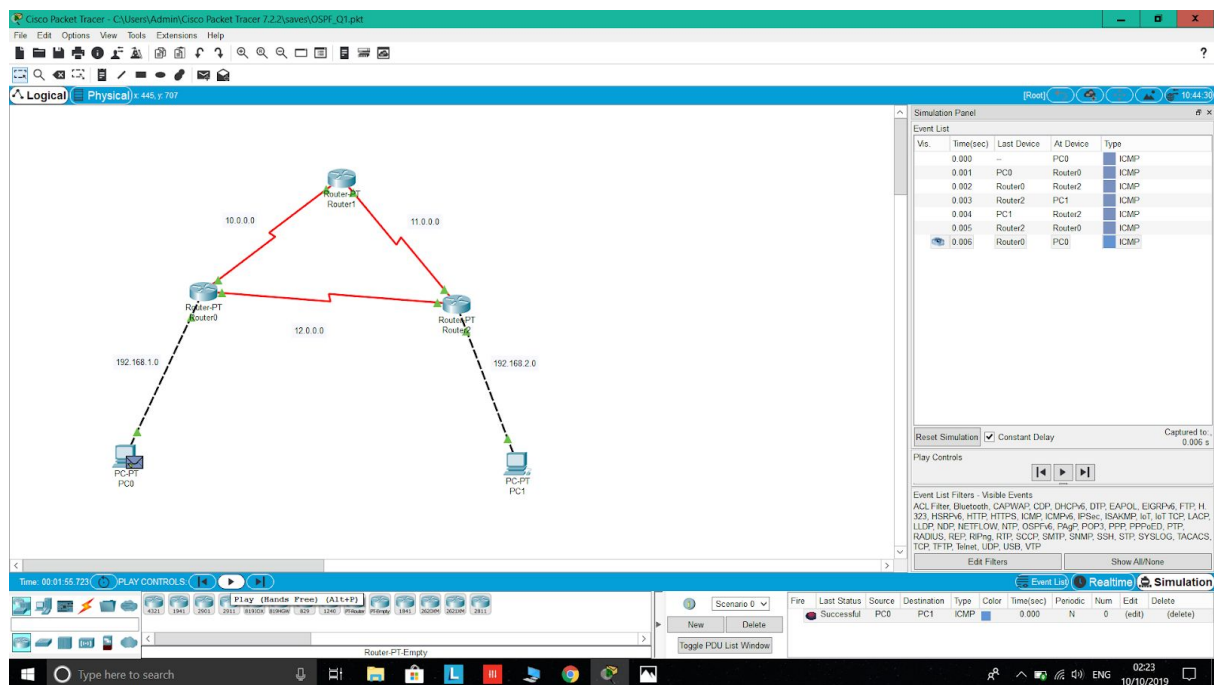 Cisco Packet Tracer - C:\Users\Admin\Cisco Packet Tracer 7.2.2\saves\OSPF_Q1.pkt
File Edit Options View Tools Extensions Help
?
Logical Physical x: 445, y: 707 [Root] 10:44:30
Simulation Panel
Event List
Vis. Time(sec) Last Device At Device Type
0.000 -- PC0 ICMP
0.001 PC0 Router0 ICMP
0.002 Router0 Router2 ICMP
0.003 Router2 PC1 ICMP
0.004 PC1 Router2 ICMP
0.005 Router2 Router0 ICMP
0.006 Router0 PC0 ICMP
Router-PT
Router1
10.0.0.0
11.0.0.0
Router-PT
Router0
Router-PT
Router2
12.0.0.0
192.168.1.0
192.168.2.0
PC-PT
PC0
PC-PT
PC1
Reset Simulation Constant Delay Captured to:
0.006 s
Play Controls
Event List Filters - Visible Events
ACL Filter, Bluetooth, CAPWAP, CDP, DHCPv6, DTP, EAPOL, EIGRPv6, FTP, H.
323, HSRPv6, HTTP, HTTPS, ICMP, ICMPv6, IPSec, ISAKMP, IoT, IoT TCP, LACP,
LLDP, NDP, NETFLOW, NTP, OSPFv6, PAgP, POP3, PPP, PPPoED, PTP,
RADIUS, REP, RIPng, RTP, SCCP, SMTP, SNMP, SSH, STP, SYSLOG, TACACS,
TCP, TFTP, Telnet, UDP, USB, VTP
Edit Filters Show All/None
Time: 00:01:55.723 PLAY CONTROLS: Event List Realtime Simulation
Play (Hands Free) (Alt+P)
4321 1941 2901 2911 819IOX 819HGW 829 1240 PT-Router PT-Empty 1841 2620XM 2621XM 2811
Router-PT-Empty
Scenario 0
New Delete
Toggle PDU List Window
Fire Last Status Source Destination Type Color Time(sec) Periodic Num Edit Delete
Successful PC0 PC1 ICMP 0.000 N 0 (edit) (delete)
Type here to search
L
ENG
02:23
10/10/2019